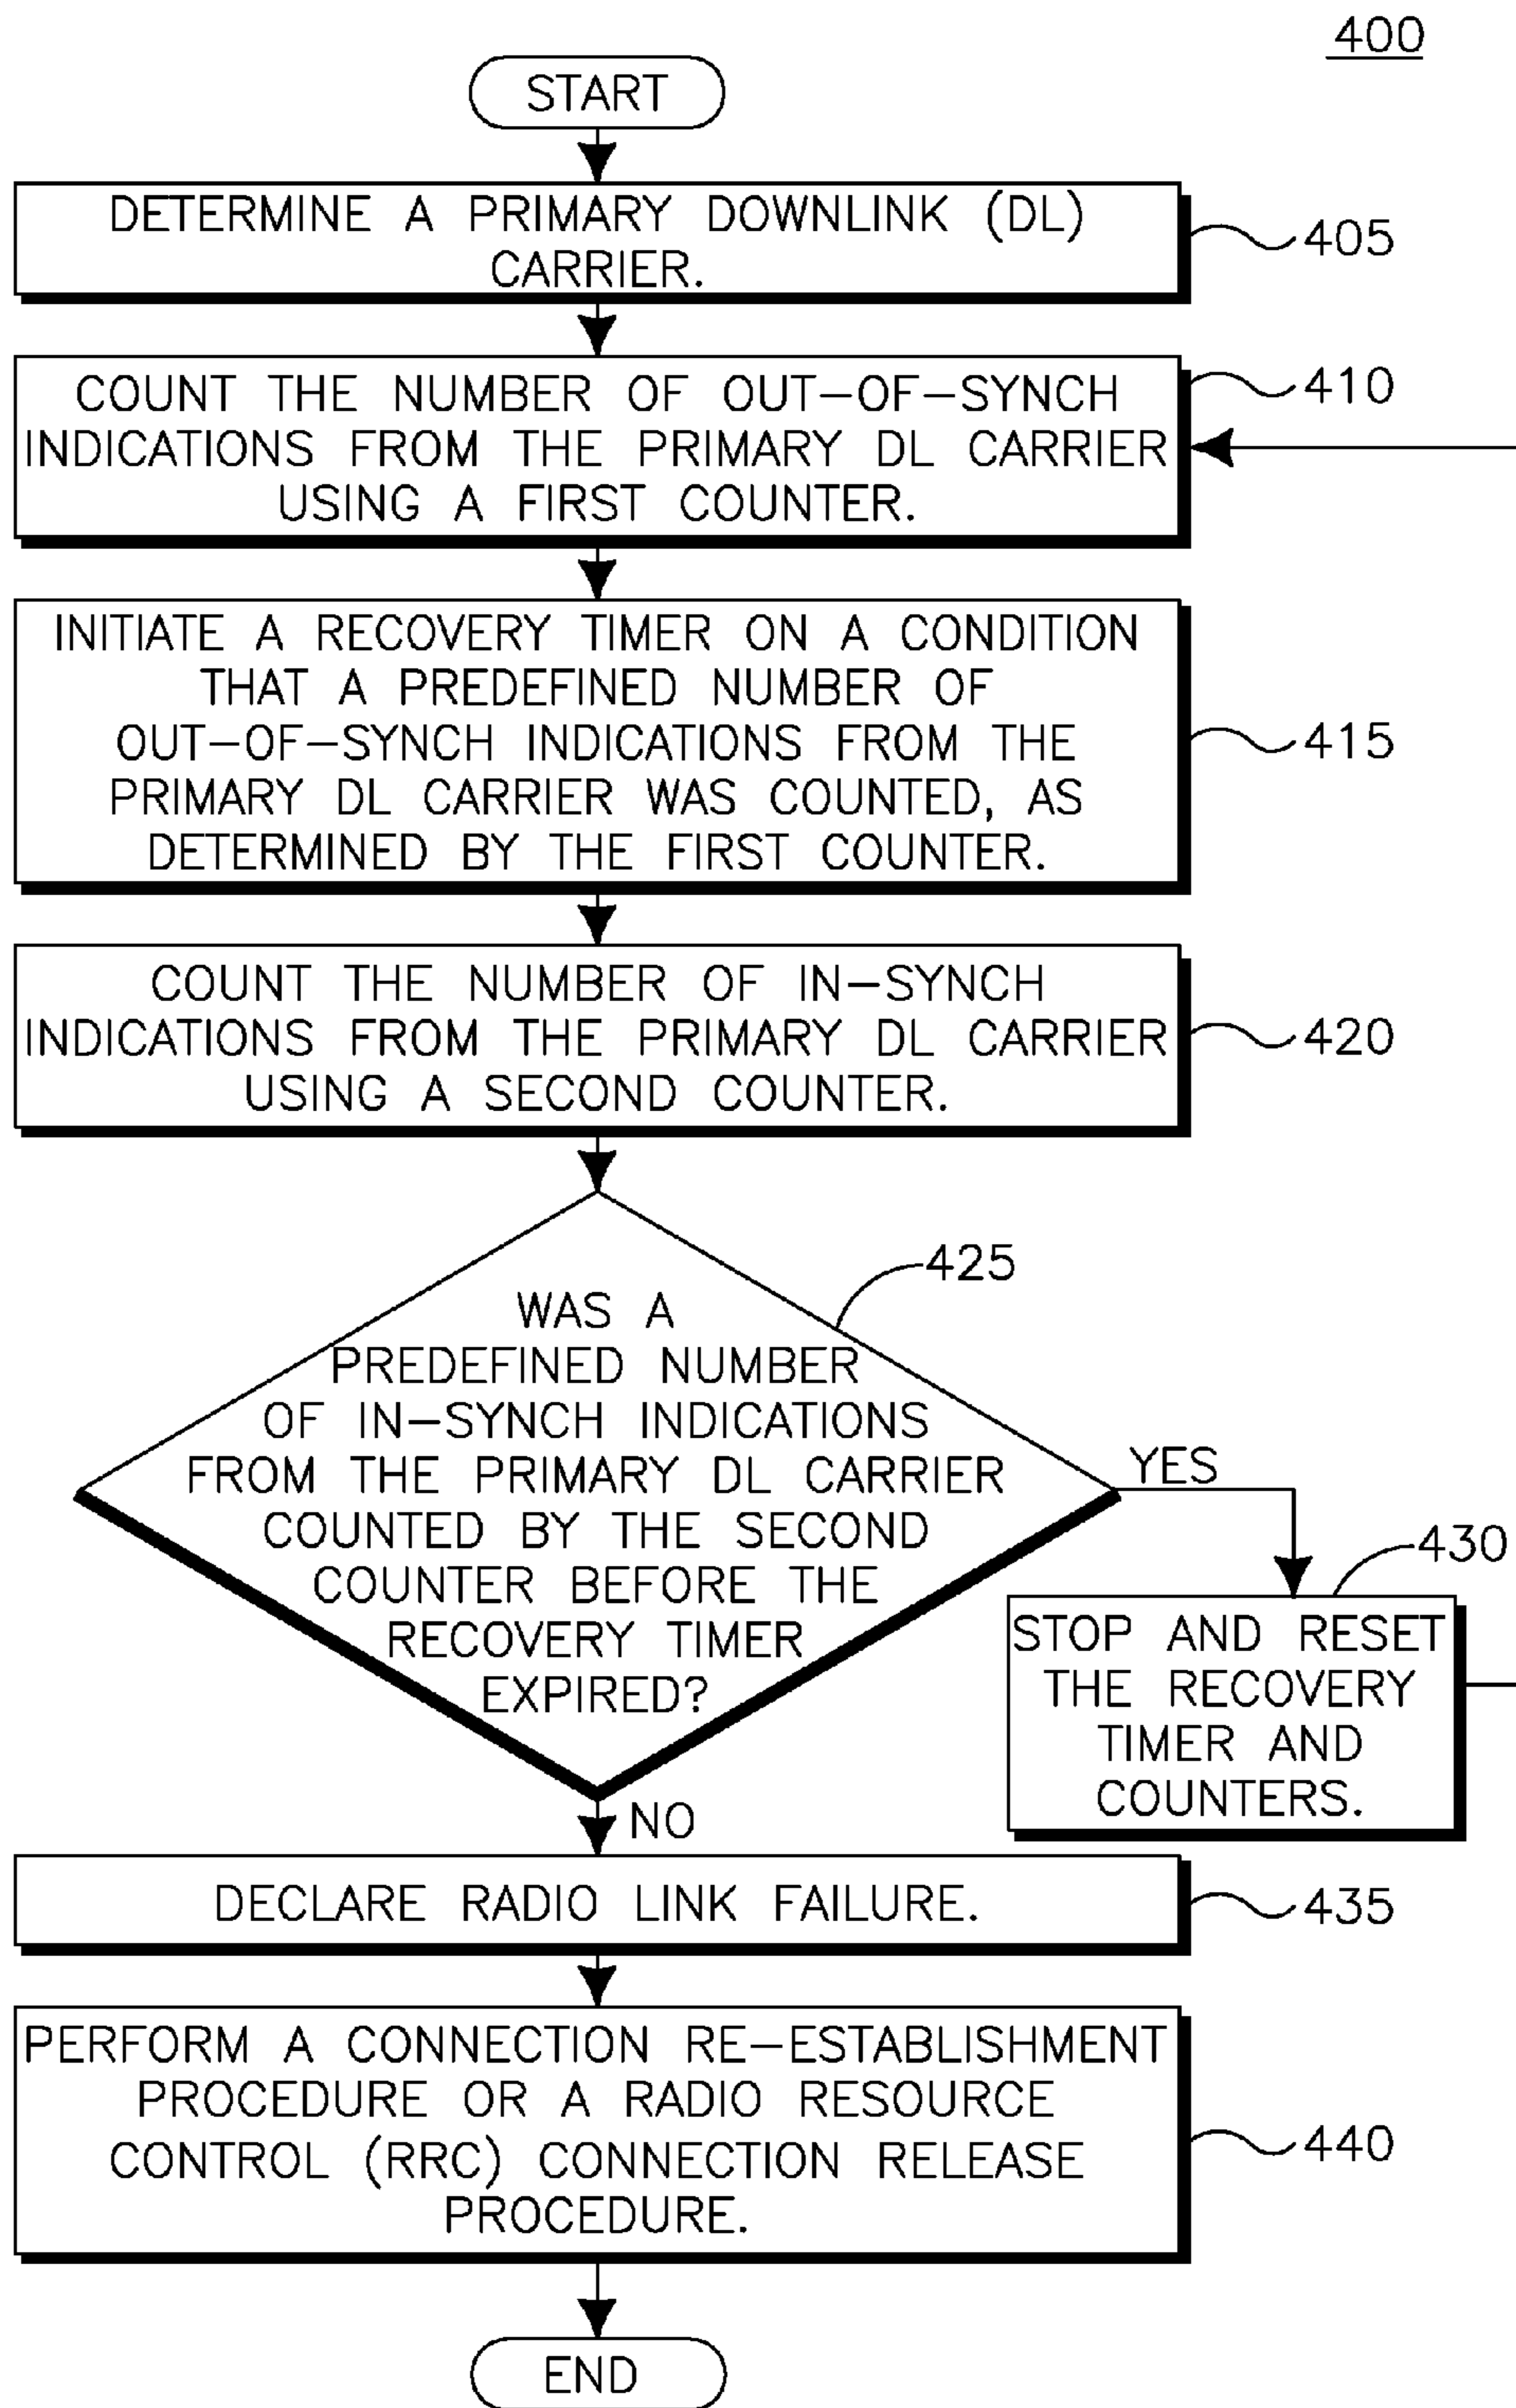 400
START
DETERMINE A PRIMARY DOWNLINK (DL)
CARRIER.
405
COUNT THE NUMBER OF OUT-OF-SYNCH
INDICATIONS FROM THE PRIMARY DL CARRIER
USING A FIRST COUNTER.
410
INITIATE A RECOVERY TIMER ON A CONDITION
THAT A PREDEFINED NUMBER OF
OUT-OF-SYNCH INDICATIONS FROM THE
PRIMARY DL CARRIER WAS COUNTED, AS
DETERMINED BY THE FIRST COUNTER.
415
COUNT THE NUMBER OF IN-SYNCH
INDICATIONS FROM THE PRIMARY DL CARRIER
USING A SECOND COUNTER.
420
WAS A
PREDEFINED NUMBER
OF IN-SYNCH INDICATIONS
FROM THE PRIMARY DL CARRIER
COUNTED BY THE SECOND
COUNTER BEFORE THE
RECOVERY TIMER
EXPIRED?
425
YES
430
STOP AND RESET
THE RECOVERY
TIMER AND
COUNTERS.
NO
DECLARE RADIO LINK FAILURE.
435
PERFORM A CONNECTION RE-ESTABLISHMENT
PROCEDURE OR A RADIO RESOURCE
CONTROL (RRC) CONNECTION RELEASE
PROCEDURE.
440
END